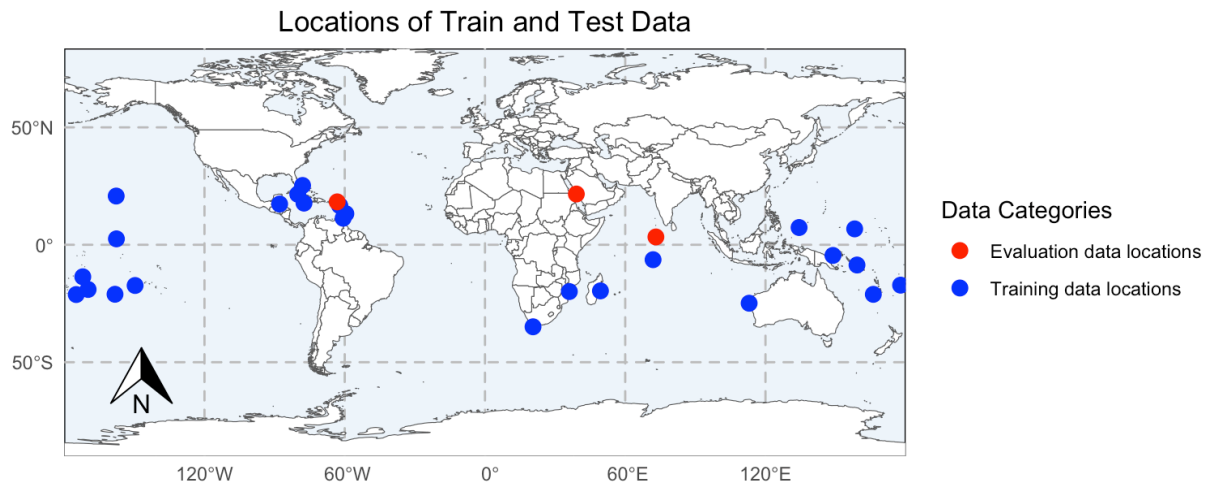 Locations of Train and Test Data
50°N
0°
50°S
N
120°W
60°W
0°
60°E
120°E
Data Categories
Evaluation data locations
Training data locations